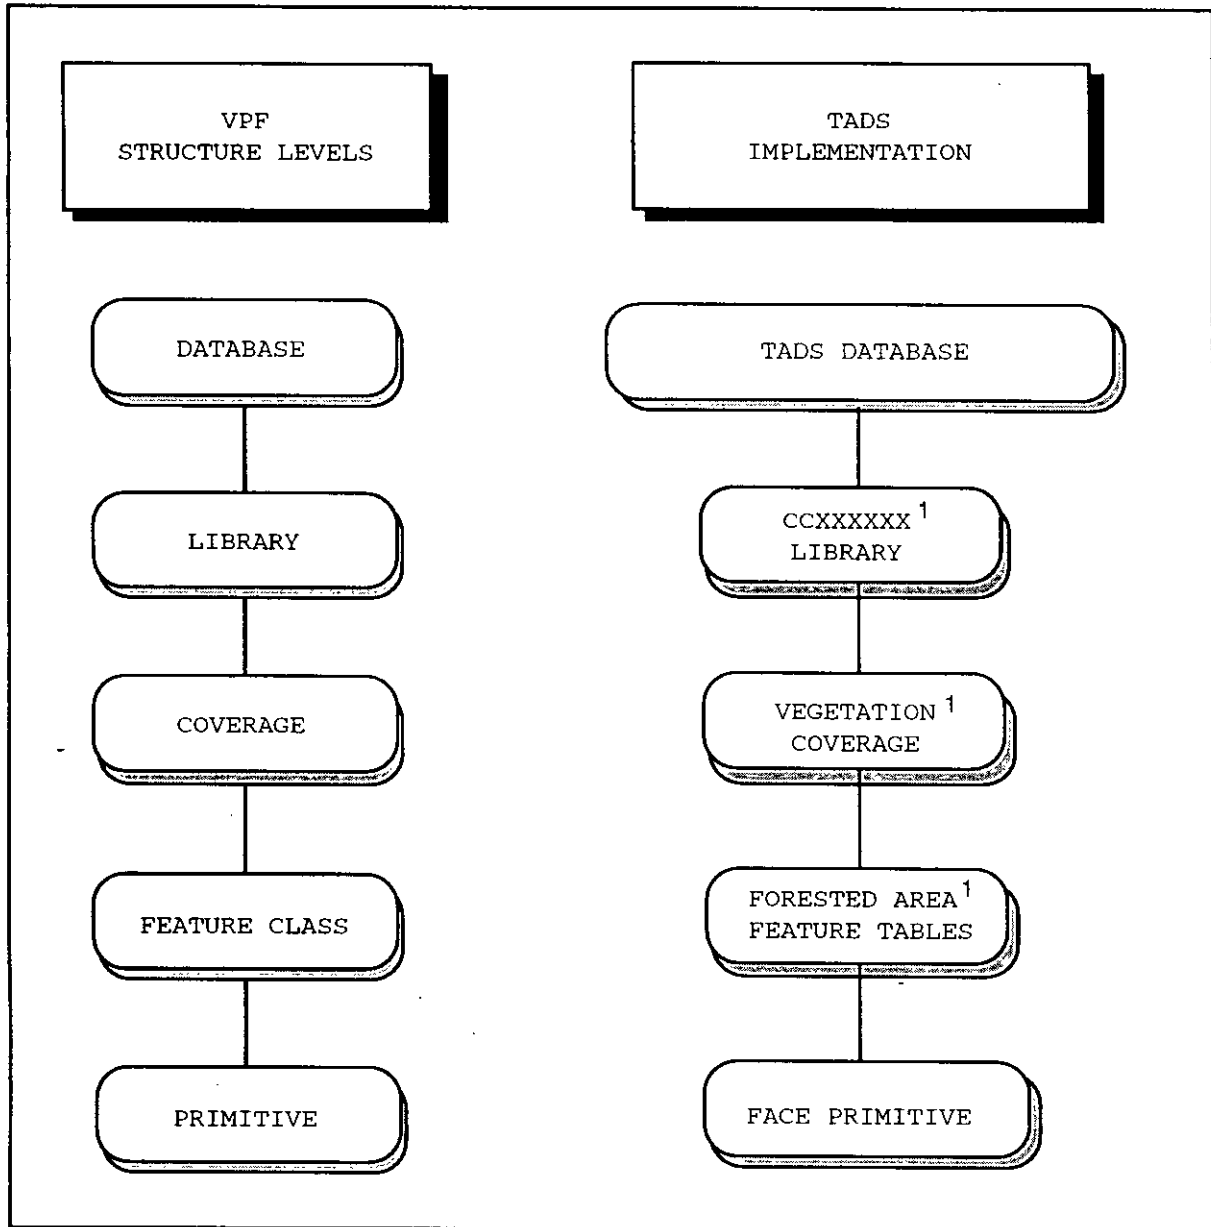 VPF
STRUCTURE LEVELS
TADS
IMPLEMENTATION
DATABASE
TADS DATABASE
LIBRARY
CCXXXXXX 1
LIBRARY
COVERAGE
VEGETATION 1
COVERAGE
FEATURE CLASS
FORESTED AREA 1
FEATURE TABLES
PRIMITIVE
FACE PRIMITIVE